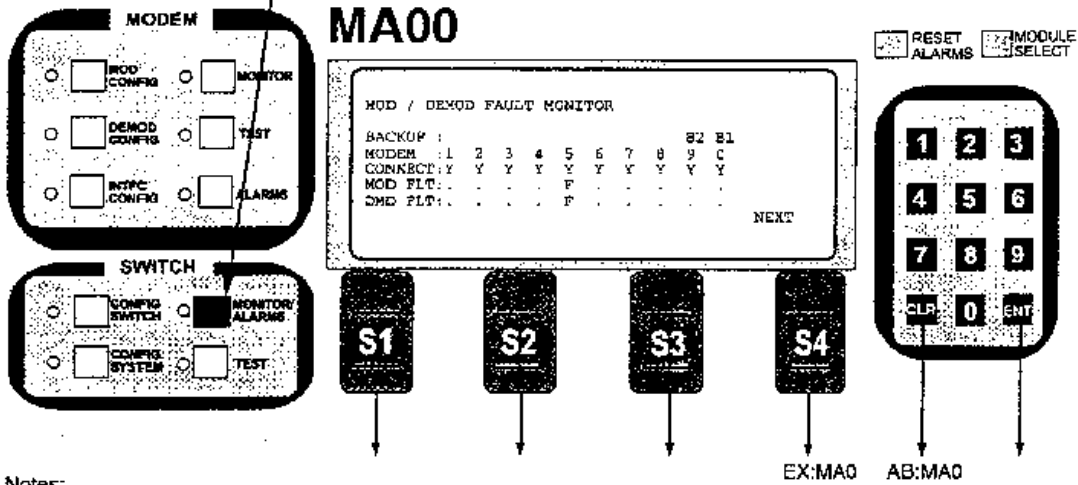 MA00
MODEM
MOD CONFIG
MONITOR
DEMOD CONFIG
TEST
INTFC CONFIG
ALARMS
SWITCH
CONFIG SWITCH
MONITOR/ ALARMS
CONFIG SYSTEM
TEST
MOD / DEMOD FAULT MONITOR
BACKUP : B2 B1
MODEM :1 2 3 4 5 6 7 8 9 C
CONNECT:Y Y Y Y Y Y Y Y Y Y
MOD FLT:. . . . F . . . . .
DMD FLT:. . . . F . . . . .
NEXT
S1 S2 S3 S4
RESET ALARMS
MODULE SELECT
1 2 3
4 5 6
7 8 9
CLR 0 ENT
EX:MA0 AB:MA0
Notes: